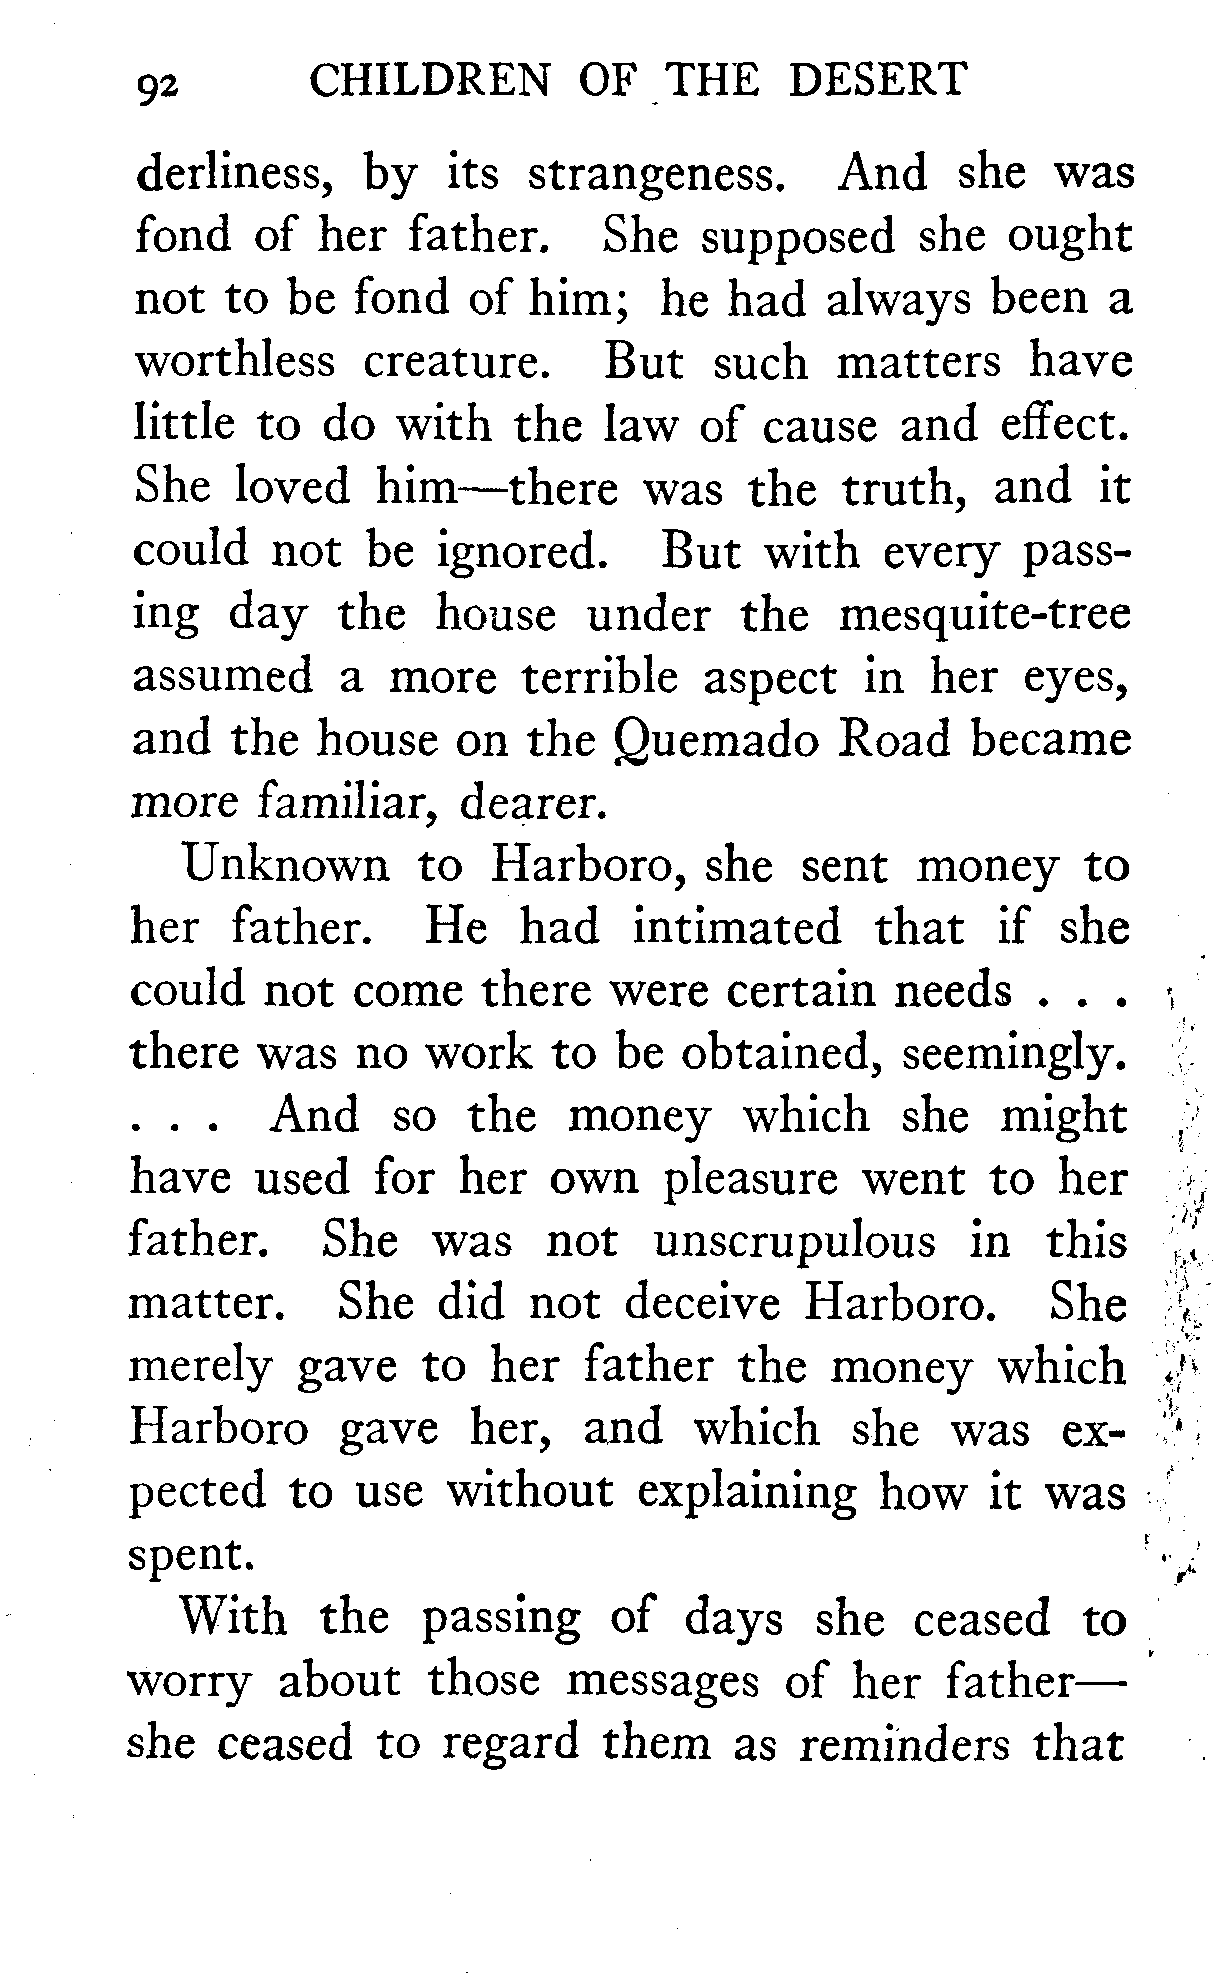 92 CHILDREN OF THE DESERT
derliness, by its strangeness. And she was
fond of her father. She supposed she ought
not to be fond of him; he had always been a
worthless creature. But such matters have
little to do with the law of cause and effect.
She loved him—there was the truth, and it
could not be ignored. But with every pass-
ing day the house under the mesquite-tree
assumed a more terrible aspect in her eyes,
and the house on the Quemado Road became
more familiar, dearer.
Unknown to Harboro, she sent money to
her father. He had intimated that if she
could not come there were certain needs . . .
there was no work to be obtained, seemingly.
. . . And so the money which she might
have used for her own pleasure went to her
father. She was not unscrupulous in this
matter. She did not deceive Harboro. She
merely gave to her father the money which
Harboro gave her, and which she was ex-
pected to use without explaining how it was
spent.
With the passing of days she ceased to
worry about those messages of her father—
she ceased to regard them as reminders that